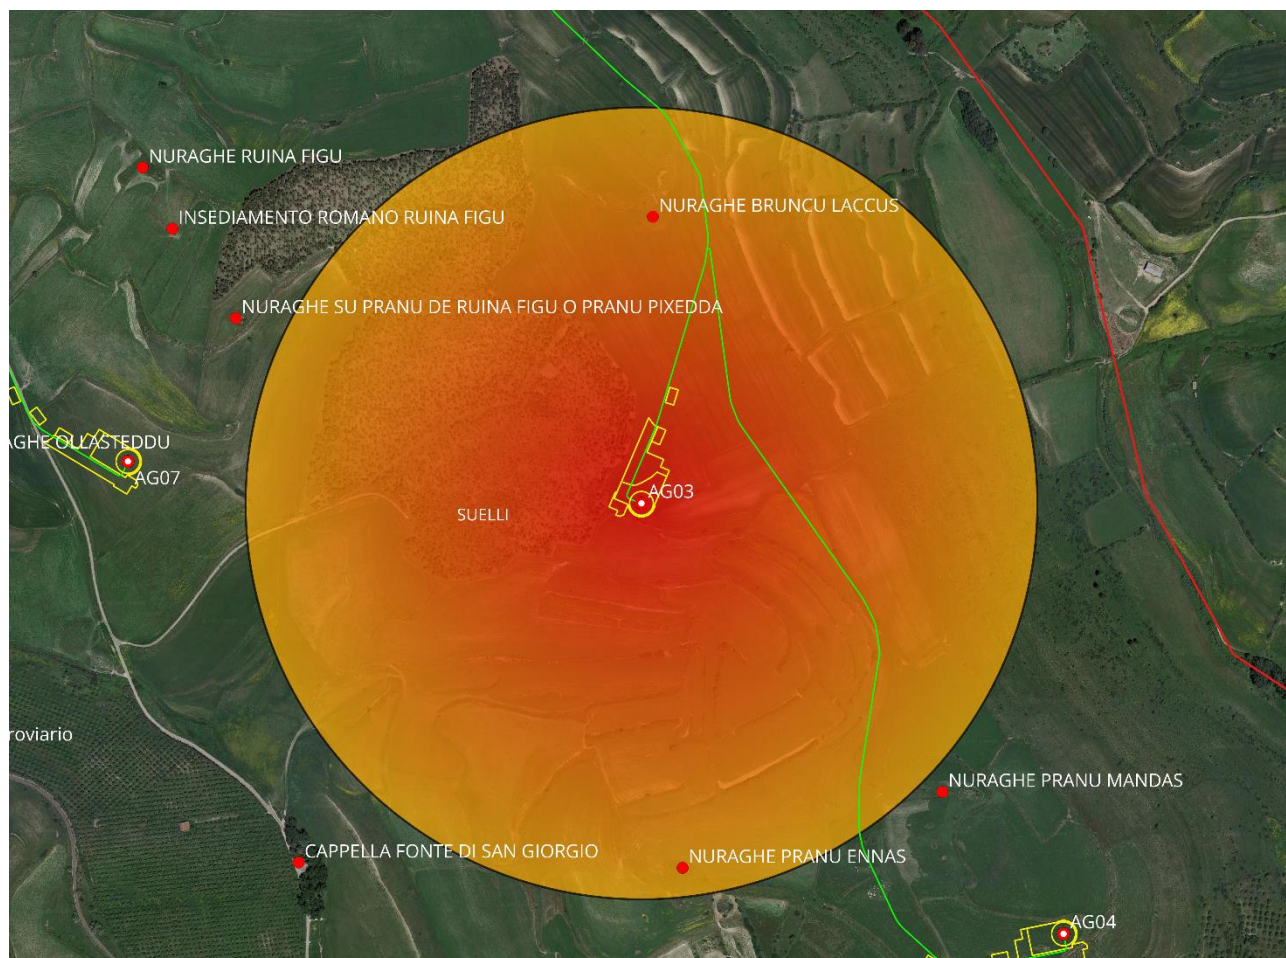 NURAGHE RUINA FIGU
INSEDIAMENTO ROMANO RUINA FIGU
NURAGHE BRUNCU LACCUS
NURAGHE SU PRANU DE RUINA FIGU O PRANU PIXEDDA
AGHE OLLASTEDDU
AG07
AG03
SUELLI
roviario
NURAGHE PRANU MANDAS
CAPPELLA FONTE DI SAN GIORGIO
NURAGHE PRANU ENNAS
AG04